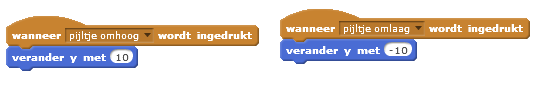 wanneer pijltje omhoog wordt ingedrukt
verander y met 10
wanneer pijltje omlaag wordt ingedrukt
verander y met -10